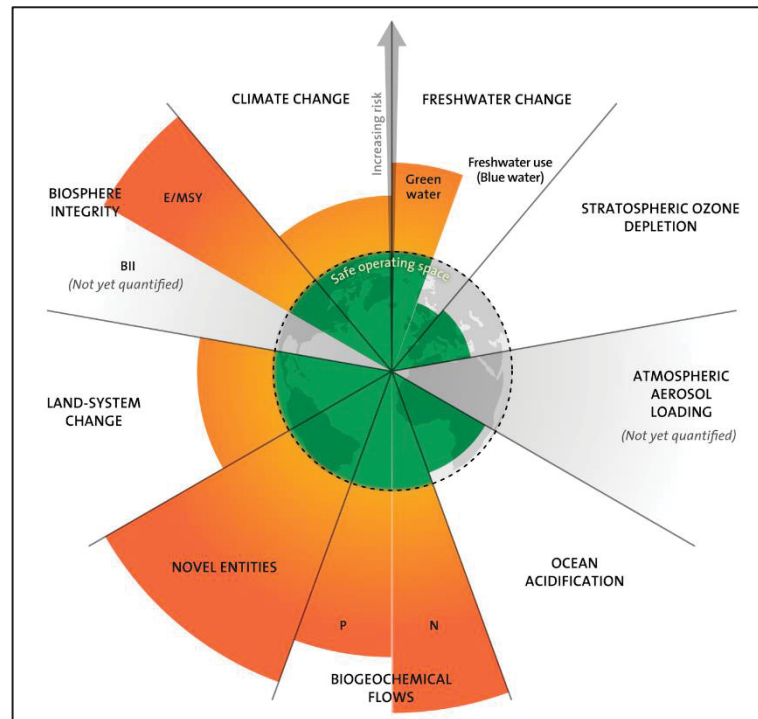 CLIMATE CHANGE
Increasing risk
FRESHWATER CHANGE
Green
water
Freshwater use
(Blue water)
STRATOSPHERIC OZONE
DEPLETION
ATMOSPHERIC
AEROSOL
LOADING
(Not yet quantified)
OCEAN
ACIDIFICATION
BIOGEOCHEMICAL
FLOWS
N
P
NOVEL ENTITIES
LAND-SYSTEM
CHANGE
BIOSPHERE
INTEGRITY
E/MSY
BII
(Not yet quantified)
Safe operating space